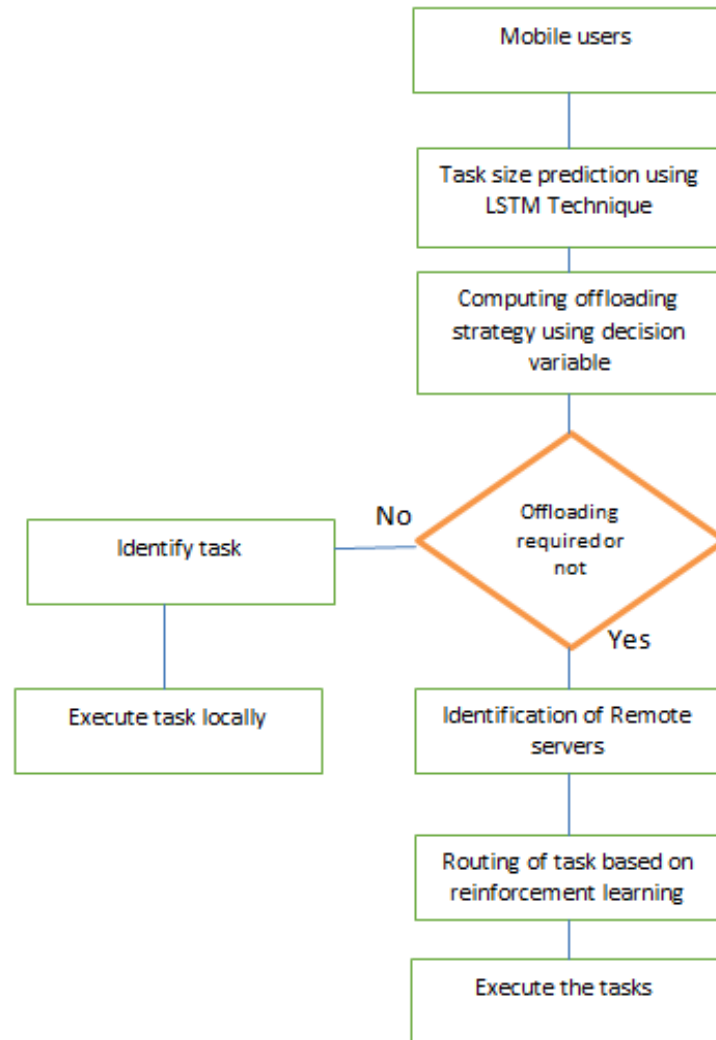 Mobile users
Task size prediction using
LSTM Technique
Computing offloading
strategy using decision
variable
Offloading
required or
not
No
Yes
Identify task
Execute task locally
Identification of Remote
servers
Routing of task based on
reinforcement learning
Execute the tasks